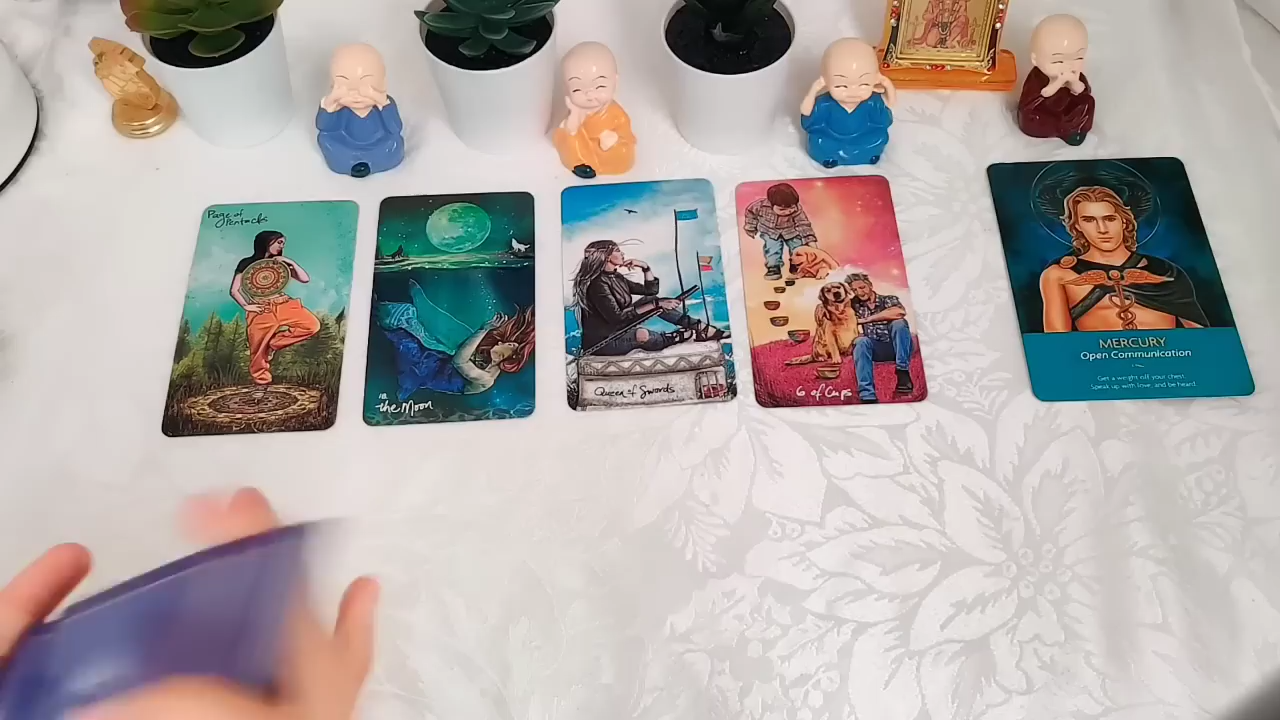 Page of
Pentacles
18
the Moon
Queen of Swords
6 of Cups
MERCURY
Open Communication
Get a weight off your chest.
Speak up with love, and be heard.